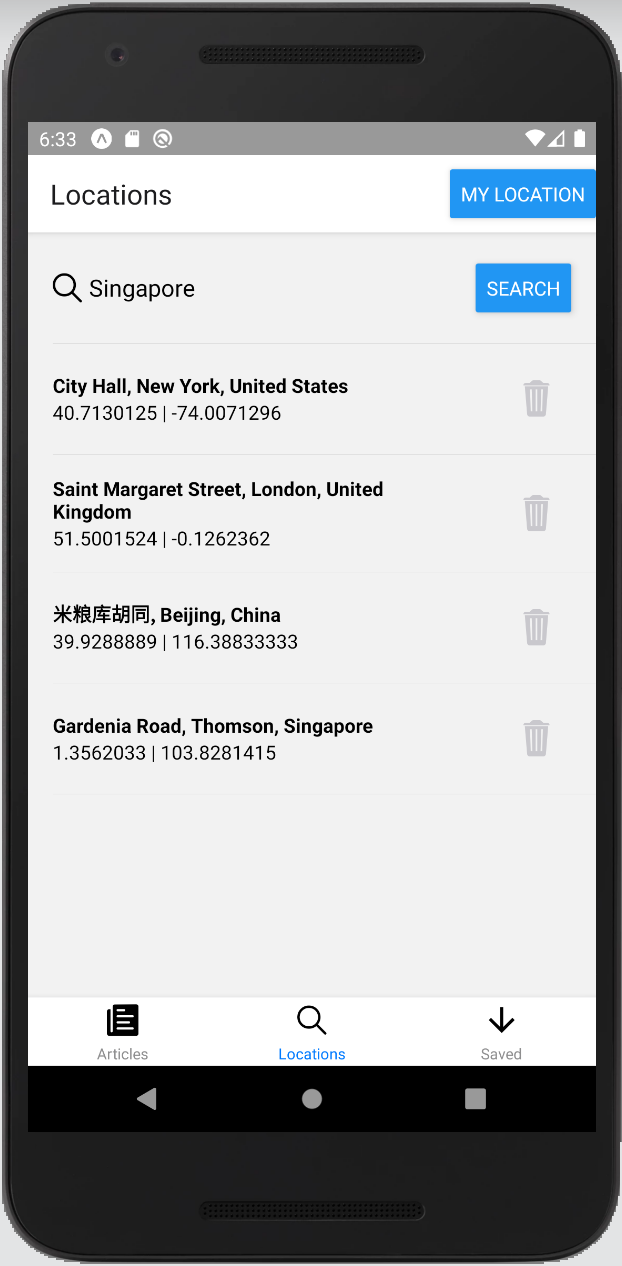 6:33
Locations
MY LOCATION
Singapore
SEARCH
City Hall, New York, United States
40.7130125 | -74.0071296
Saint Margaret Street, London, United
Kingdom
51.5001524 | -0.1262362
米粮库胡同, Beijing, China
39.9288889 | 116.38833333
Gardenia Road, Thomson, Singapore
1.3562033 | 103.8281415
Articles
Locations
Saved